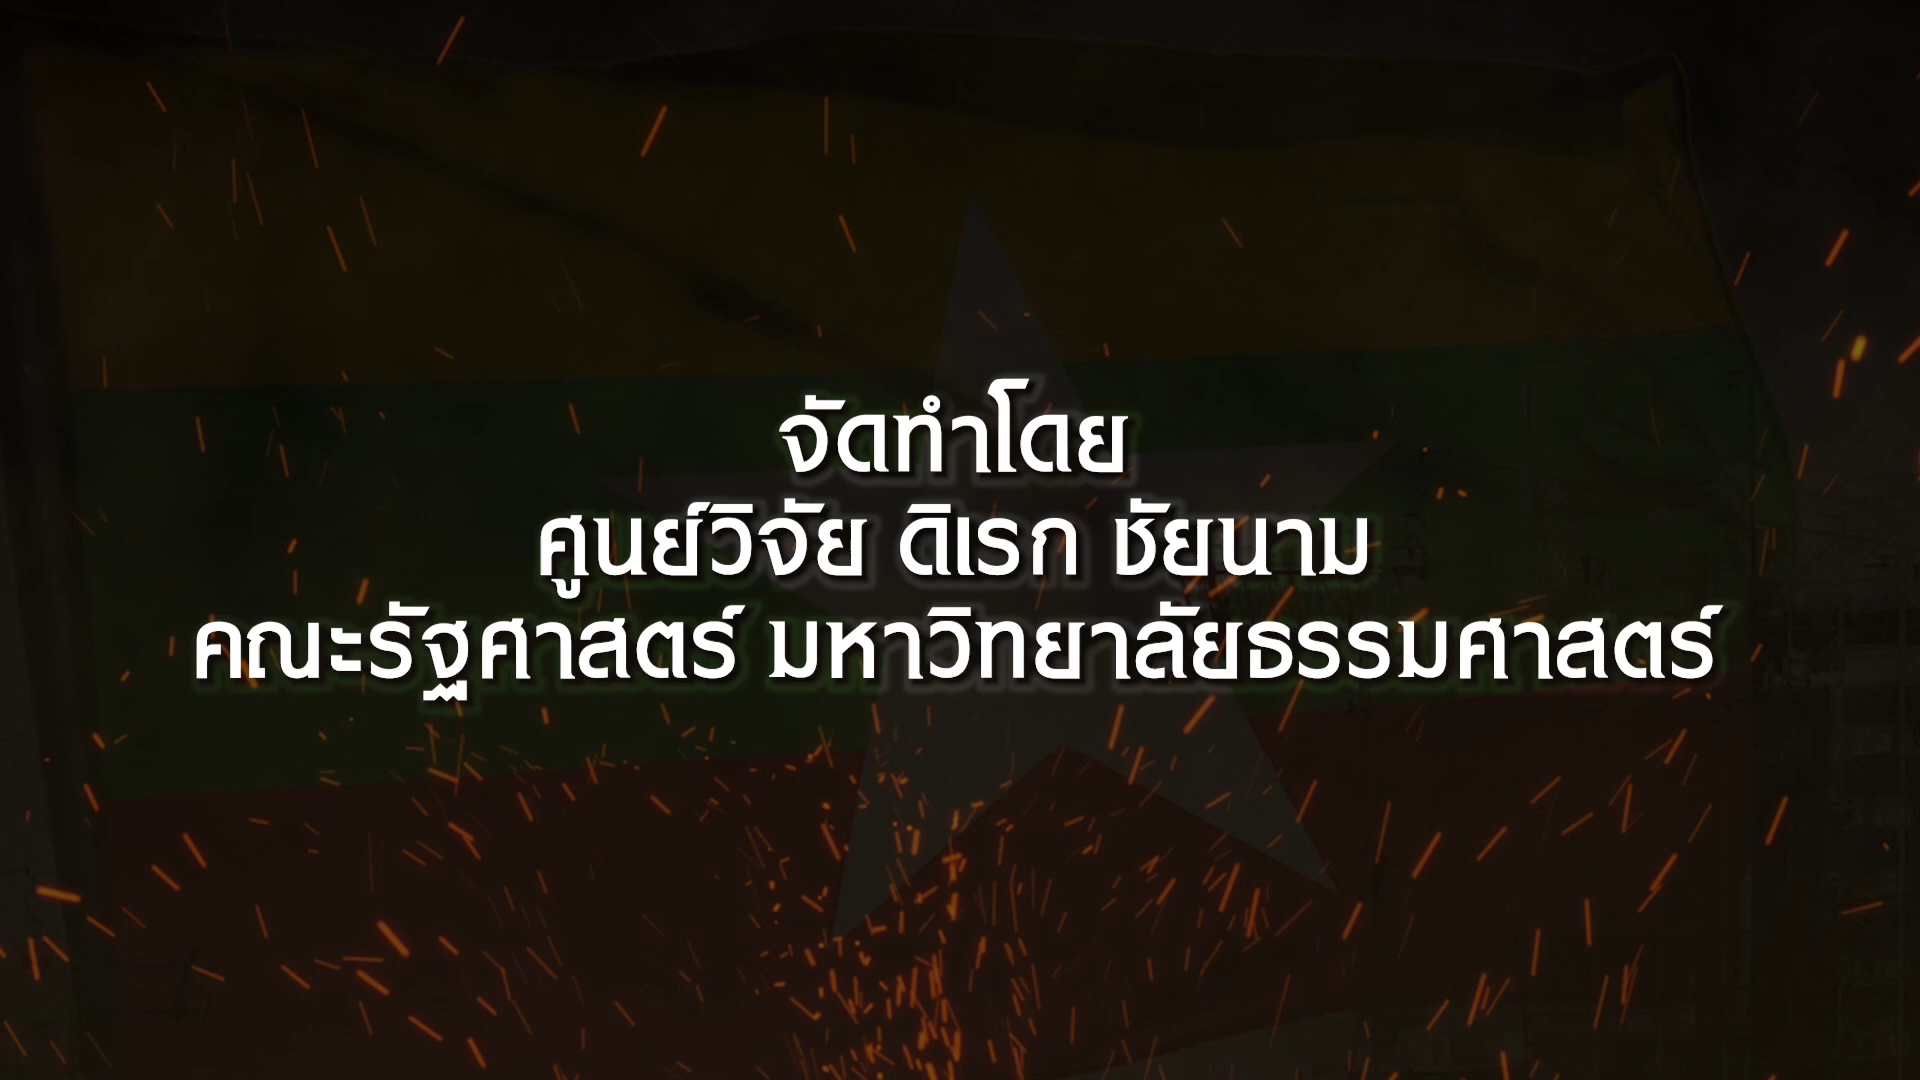 จัดทำโดย
ศูนย์วิจัย ดิเรก ชัยนาม
คณะรัฐศาสตร์ มหาวิทยาลัยธรรมศาสตร์